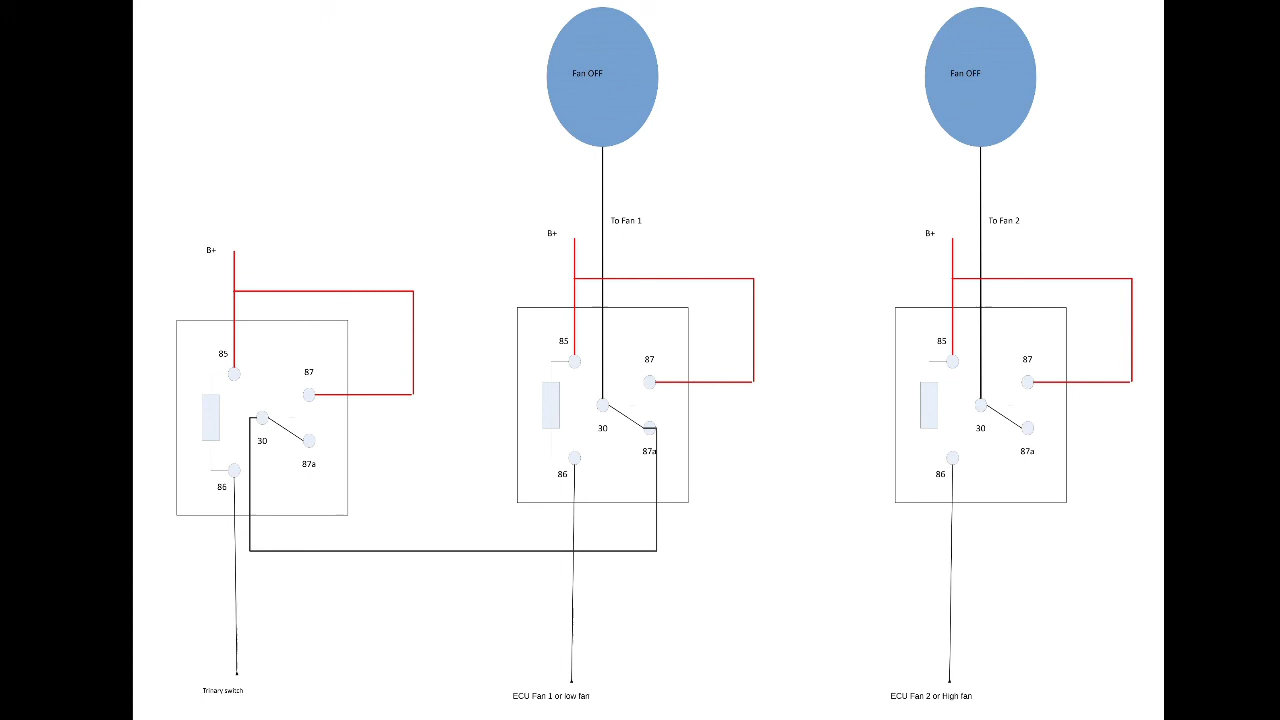 Fan OFF
Fan OFF
To Fan 1
To Fan 2
B+
B+
B+
85
87
30
87a
86
85
87
30
87a
86
85
87
30
87a
86
Trinary switch
ECU Fan 1 or low fan
ECU Fan 2 or High fan